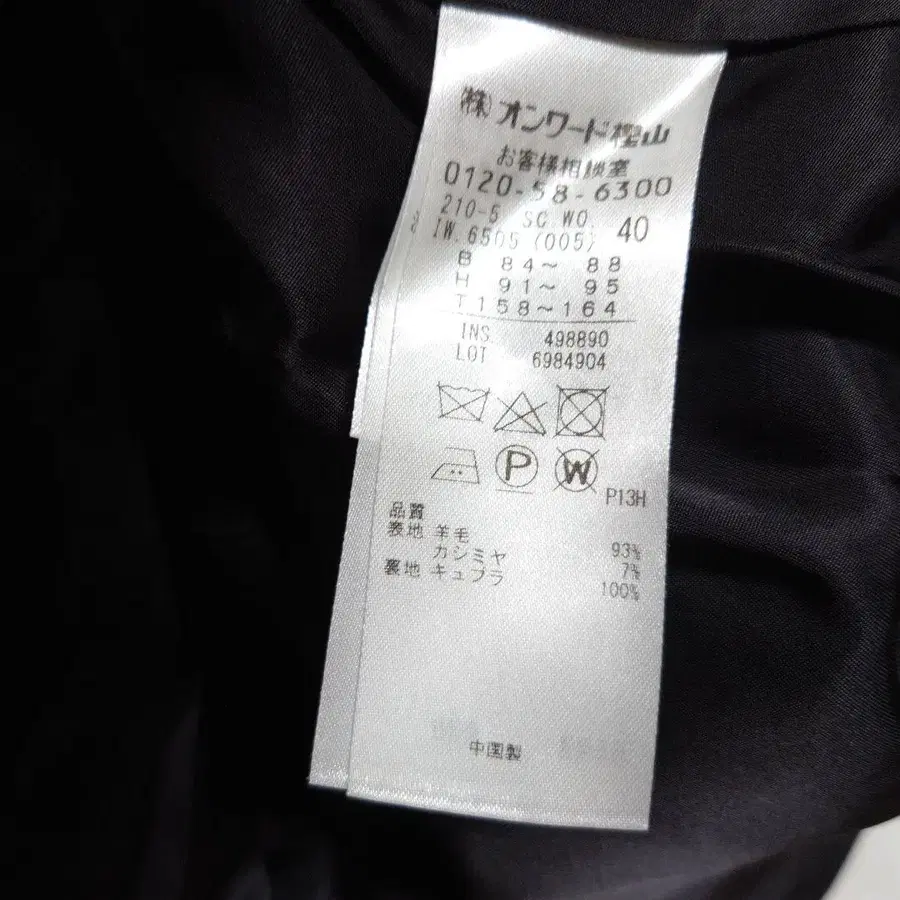 (株)オンワード樫山
お客様相談室
0120-58-6300
210-5 SC.WO. 40
IW.6505 (005)
B 84〜 88
H 91〜 95
T 158〜164
INS. 498890
LOT 6984904
P
W
P13H
品質
表地 羊毛 93%
カシミヤ 7%
裏地 キュプラ 100%
中国製